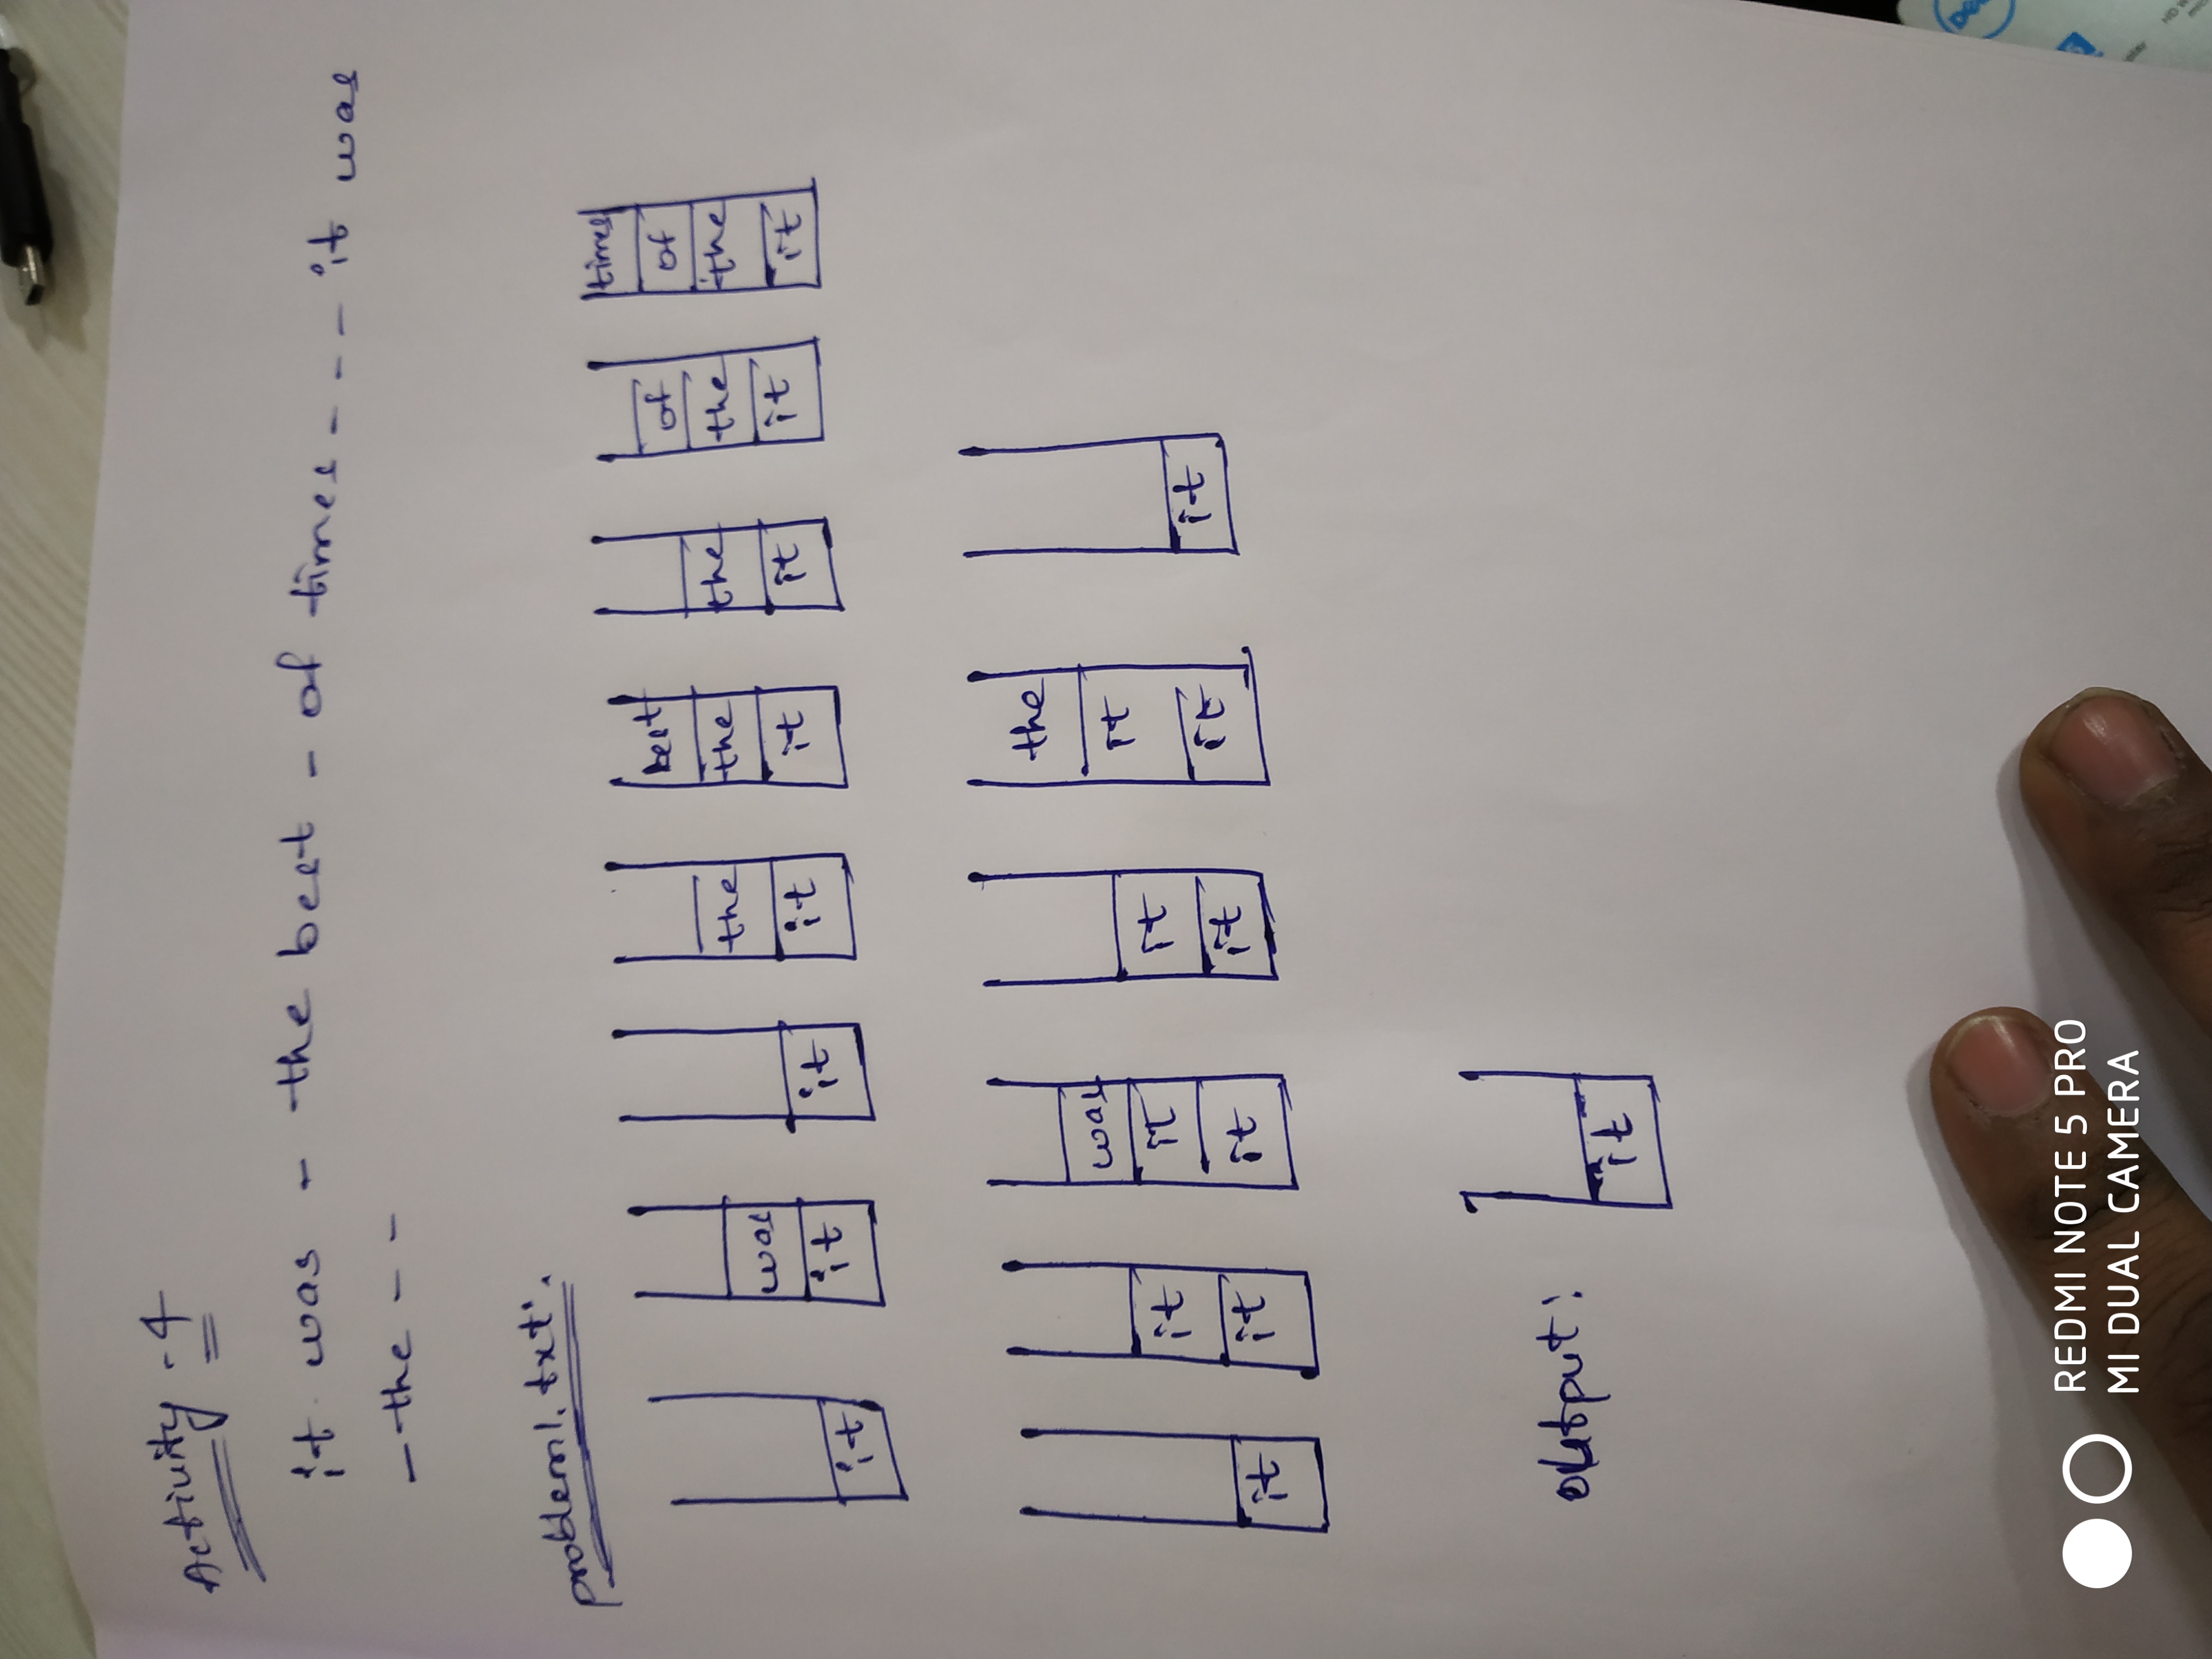 Activity - 4
it was - the best - of times - - - it was
- the - -
problem1.txt.
it
was
it
it
the
it
best
the
it
the
it
of
the
it
times
of
the
it
it
it
it
was
it
it
it
it
the
it
it
it
output:
it
REDMI NOTE 5 PRO
MI DUAL CAMERA